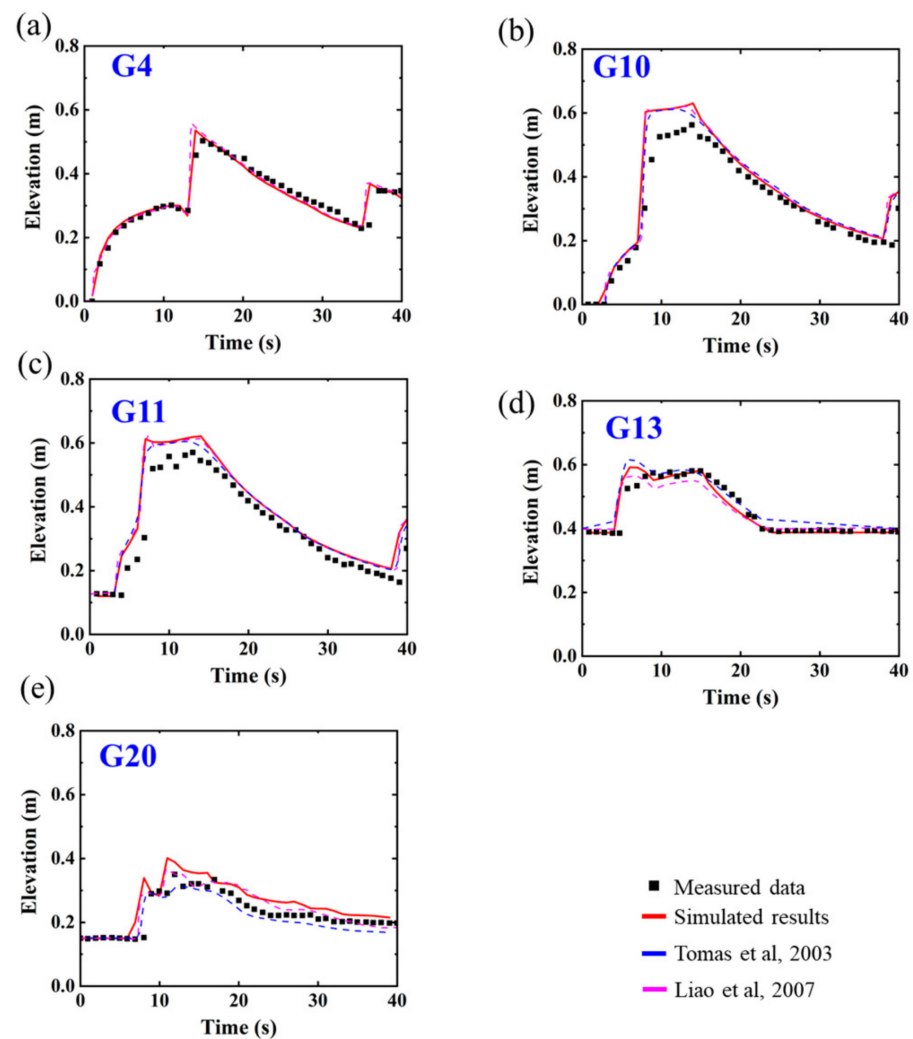 (a)
G4
Elevation (m)
0.8
0.6
0.4
0.2
0.0
0 10 20 30 40
Time (s)
(b)
G10
Elevation (m)
0.8
0.6
0.4
0.2
0.0
0 10 20 30 40
Time (s)
(c)
G11
Elevation (m)
0.8
0.6
0.4
0.2
0.0
0 10 20 30 40
Time (s)
(d)
G13
Elevation (m)
0.8
0.6
0.4
0.2
0.0
0 10 20 30 40
Time (s)
(e)
G20
Elevation (m)
0.8
0.6
0.4
0.2
0.0
0 10 20 30 40
Time (s)
Measured data
Simulated results
Tomas et al, 2003
Liao et al, 2007